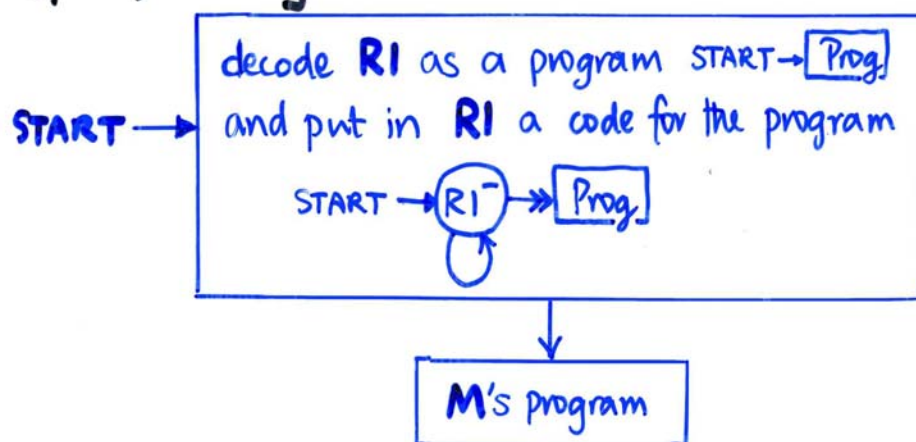 decode R1 as a program START → Prog
START → and put in R1 a code for the program
START → R1⁻ ↠ Prog
M's program